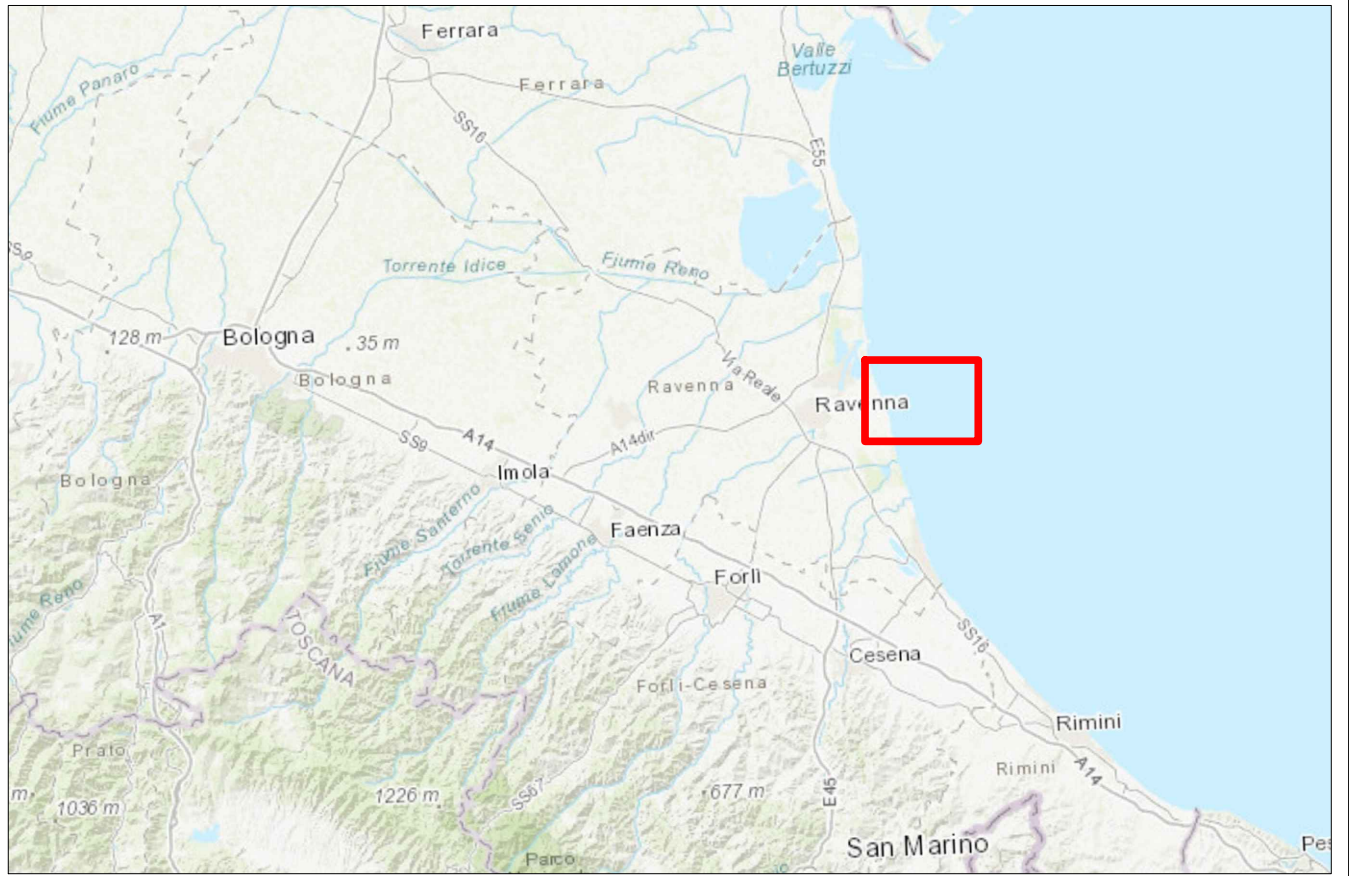 Ferrara
Valle
Bertuzzi
Fiume Panaro
Ferrara
SS16
E55
SS9
Torrente Idice
Fiume Reno
128 m
Bologna
35 m
Via Reale
Bologna
Ravenna
Ravenna
A14
SS9
A14dir
Imola
Bologna
Fiume Santerno
Torrente Senio
Faenza
Fiume Lamone
Forlì
Fiume Reno
A1
TOSCANA
SS16
Cesena
Forlì-Cesena
Rimini
Prato
Rimini
A14
m
1036 m
1226 m
SS67
677 m
E45
San Marino
Pes
Parco